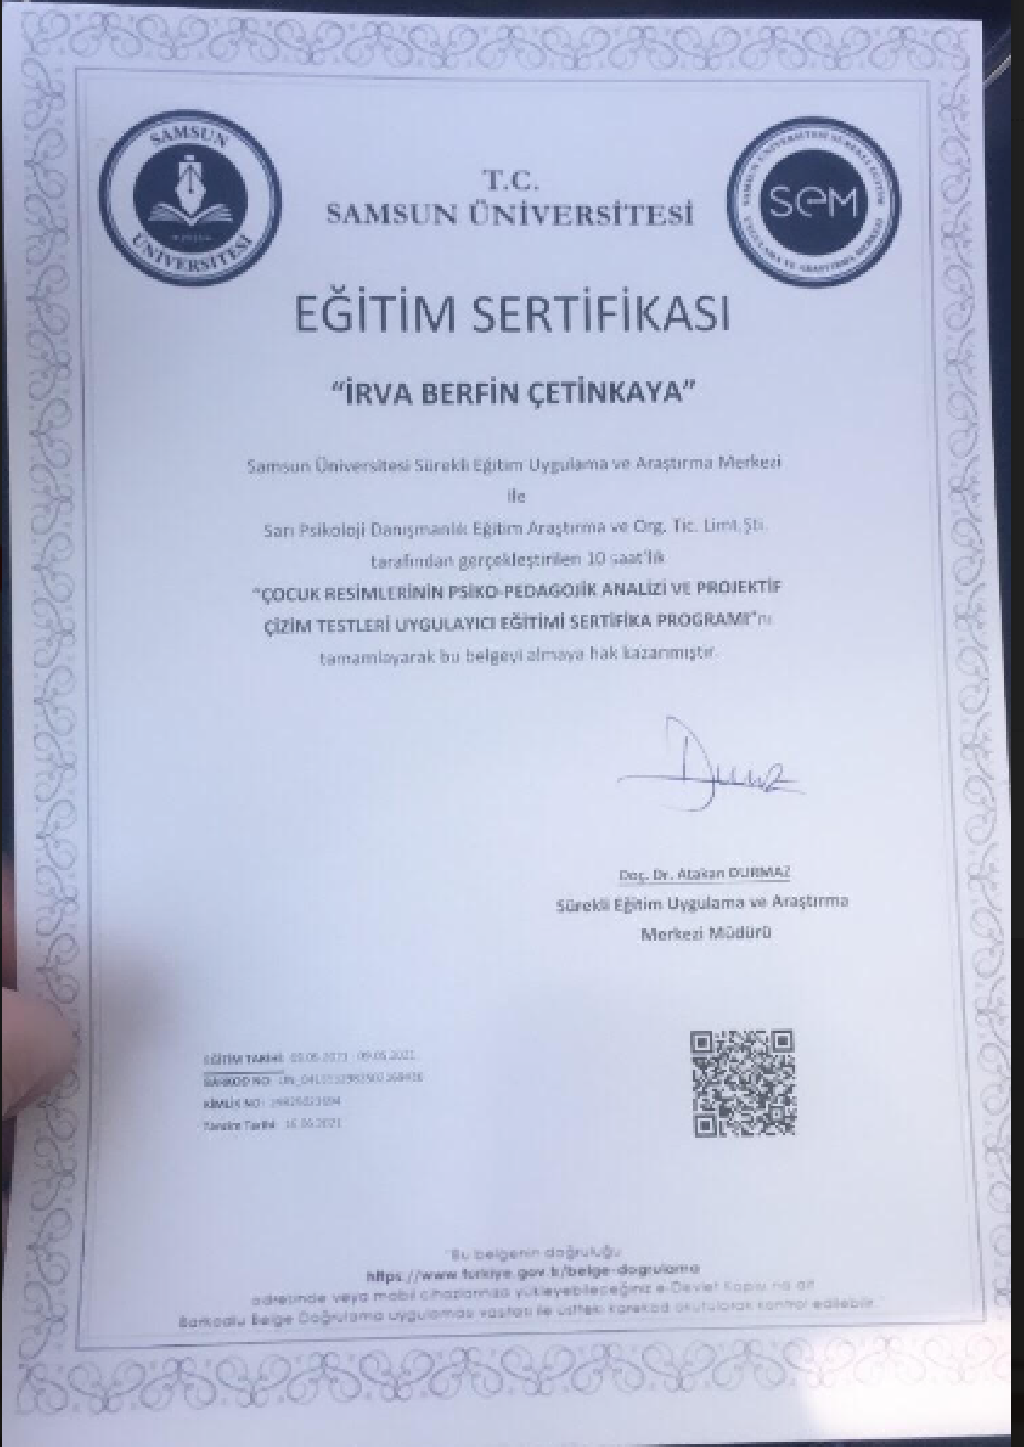 SAMSUN
ÜNİVERSİTESİ
T.C.
SAMSUN ÜNİVERSİTESİ
SEM
EĞİTİM SERTİFİKASI
“İRVA BERFİN ÇETİNKAYA”
Samsun Üniversitesi Sürekli Eğitim Uygulama ve Araştırma Merkezi
ile
Sarı Psikoloji Danışmanlık Eğitim Araştırma ve Org. Tic. Limt.Şti.
tarafından gerçekleştirilen 10 saat'lik
“ÇOCUK RESİMLERİNİN PSİKO-PEDAGOJİK ANALİZİ VE PROJEKTİF
ÇİZİM TESTLERİ UYGULAYICI EĞİTİMİ SERTİFİKA PROGRAMI”nı
tamamlayarak bu belgeyi almaya hak kazanmıştır.
Doç. Dr. Atakan DURMAZ
Sürekli Eğitim Uygulama ve Araştırma
Merkezi Müdürü
EĞİTİM TARİHİ:
BARKOD NO:
KİMLİK NO:
Tanzim Tarihi:
"Bu belgenin doğruluğu
https://www.turkiye.gov.tr/belge-dogrulama
adresinde veya mobil cihazlarınıza yükleyebileceğiniz e-Devlet Kapısı'na ait
Barkodlu Belge Doğrulama uygulaması vasıtası ile üstteki karekod okutularak kontrol edilebilir."